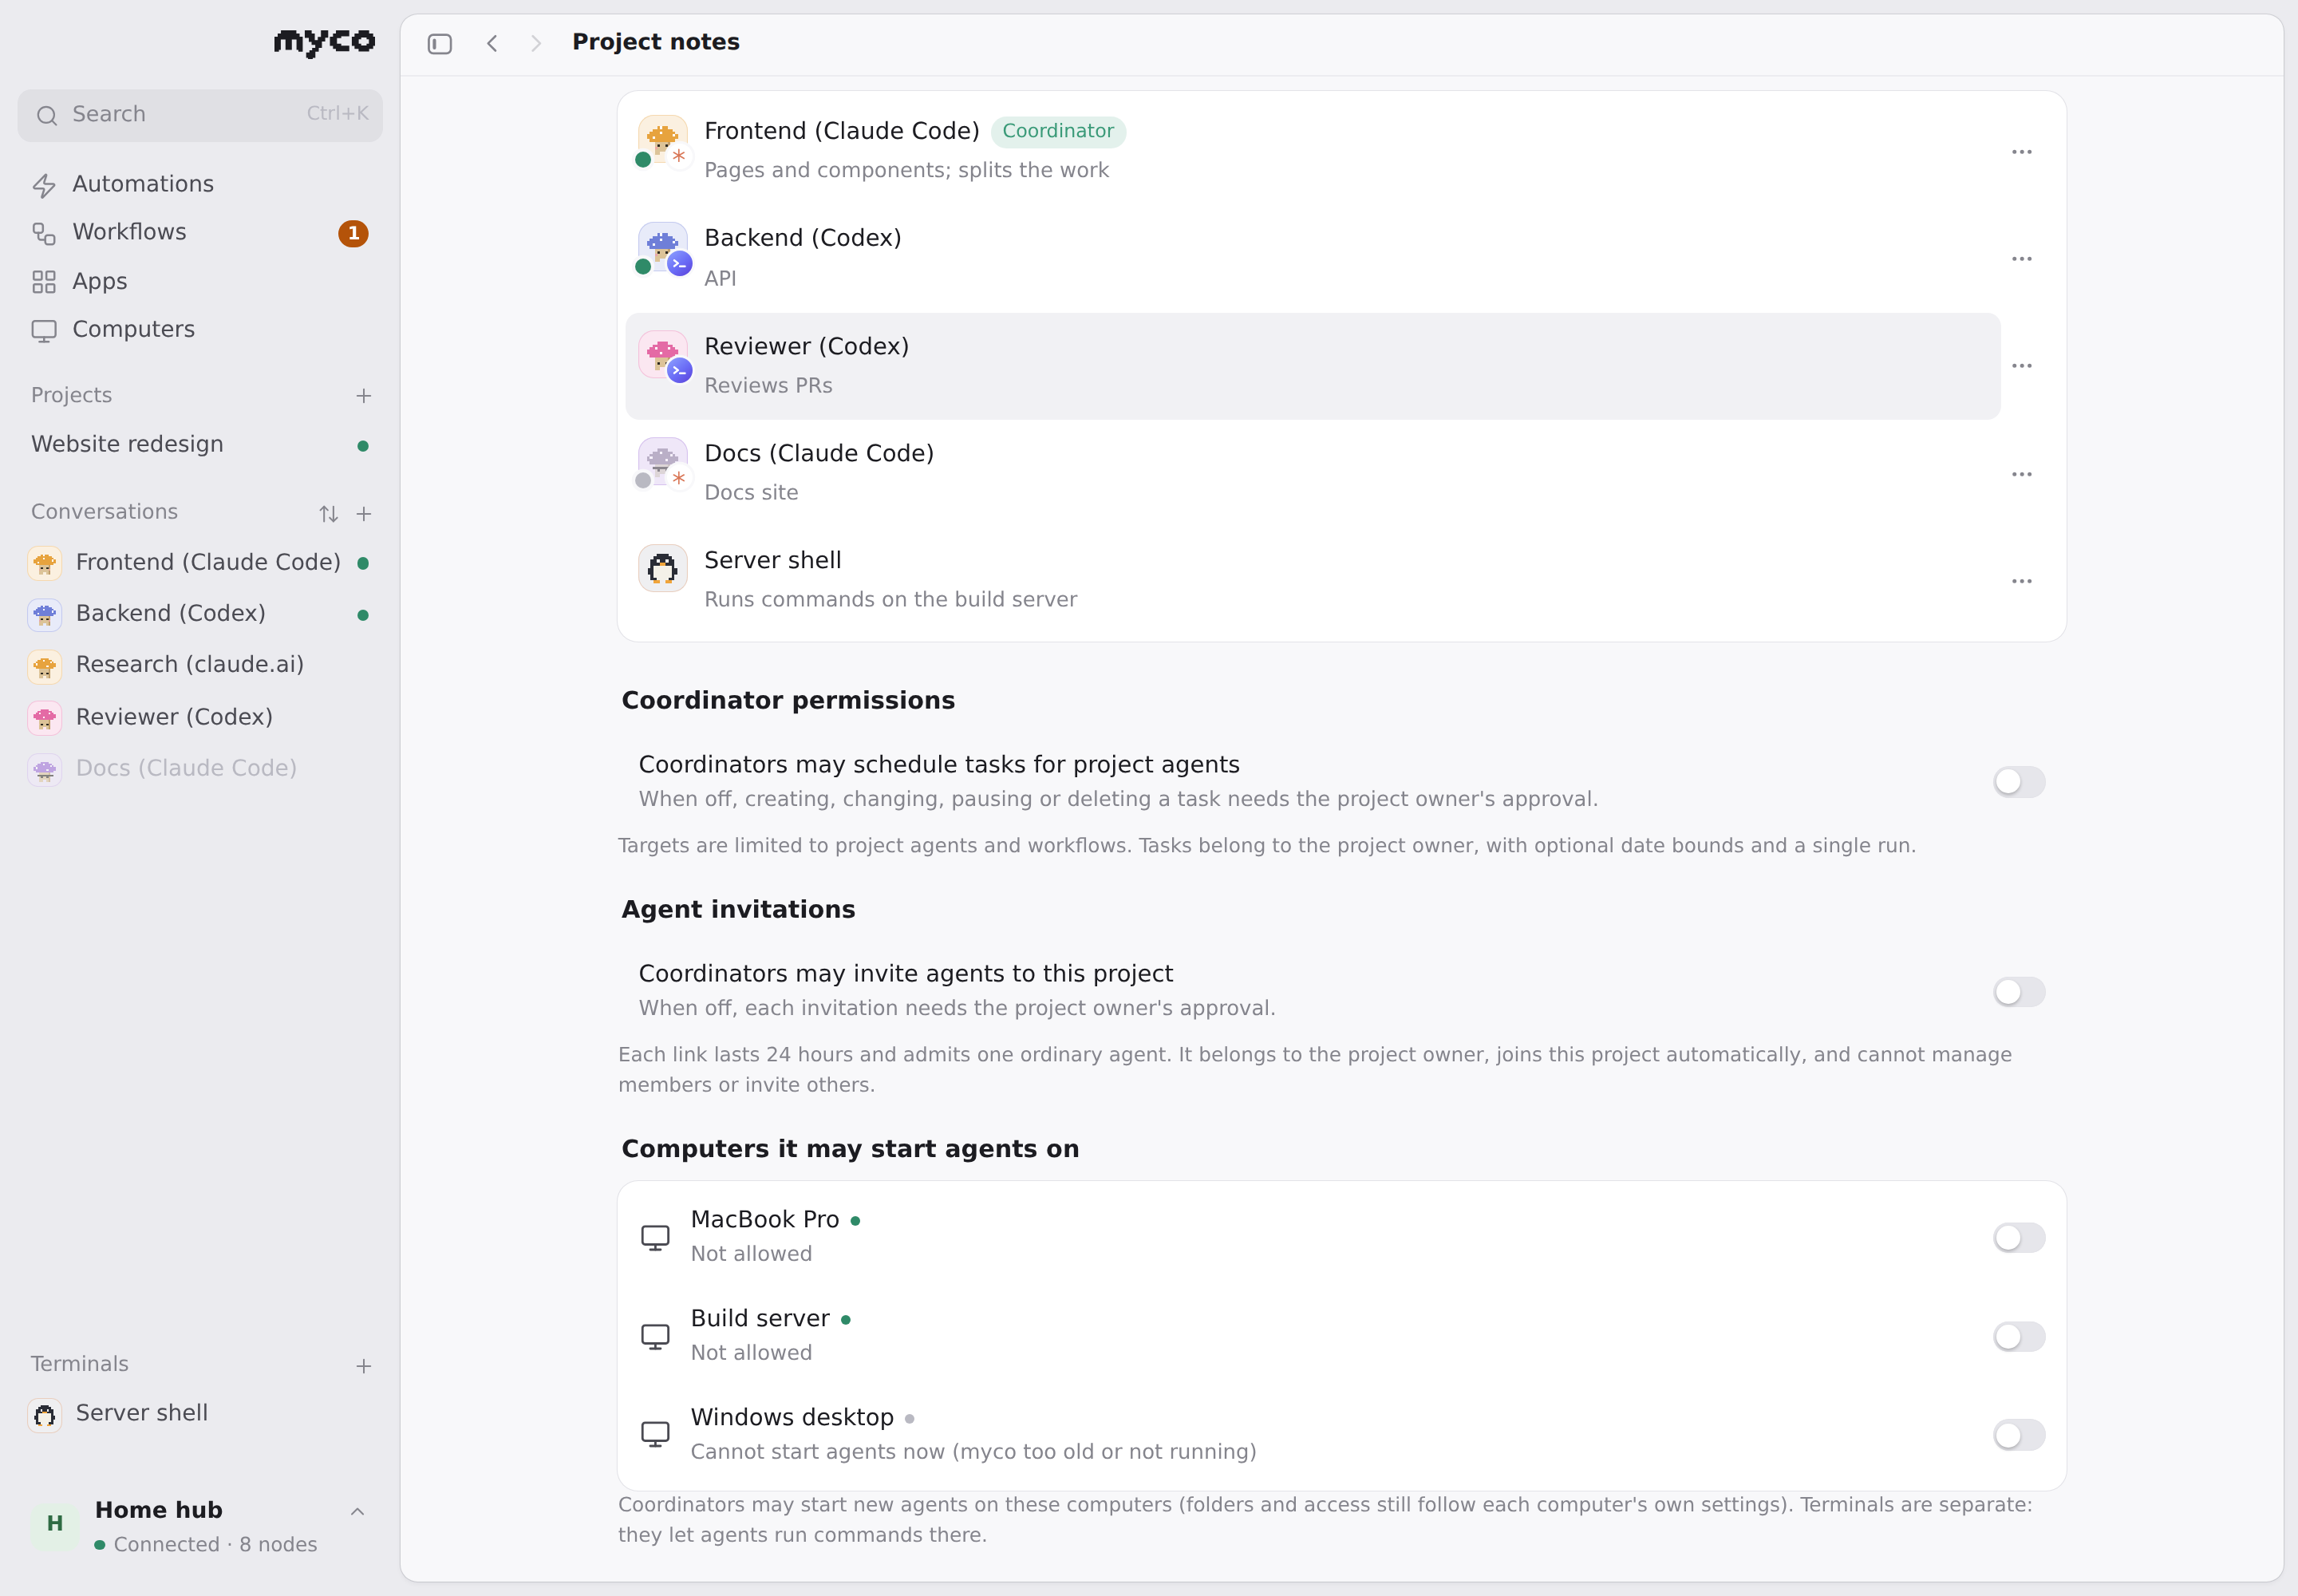 myco
Search Ctrl+K
Automations
Workflows 1
Apps
Computers
Projects
Website redesign
Conversations
Frontend (Claude Code)
Backend (Codex)
Research (claude.ai)
Reviewer (Codex)
Docs (Claude Code)
Terminals
Server shell
H
Home hub
Connected · 8 nodes
Project notes
Frontend (Claude Code) Coordinator
Pages and components; splits the work
Backend (Codex)
API
Reviewer (Codex)
Reviews PRs
Docs (Claude Code)
Docs site
Server shell
Runs commands on the build server
Coordinator permissions
Coordinators may schedule tasks for project agents
When off, creating, changing, pausing or deleting a task needs the project owner's approval.
Targets are limited to project agents and workflows. Tasks belong to the project owner, with optional date bounds and a single run.
Agent invitations
Coordinators may invite agents to this project
When off, each invitation needs the project owner's approval.
Each link lasts 24 hours and admits one ordinary agent. It belongs to the project owner, joins this project automatically, and cannot manage
members or invite others.
Computers it may start agents on
MacBook Pro
Not allowed
Build server
Not allowed
Windows desktop
Cannot start agents now (myco too old or not running)
Coordinators may start new agents on these computers (folders and access still follow each computer's own settings). Terminals are separate:
they let agents run commands there.